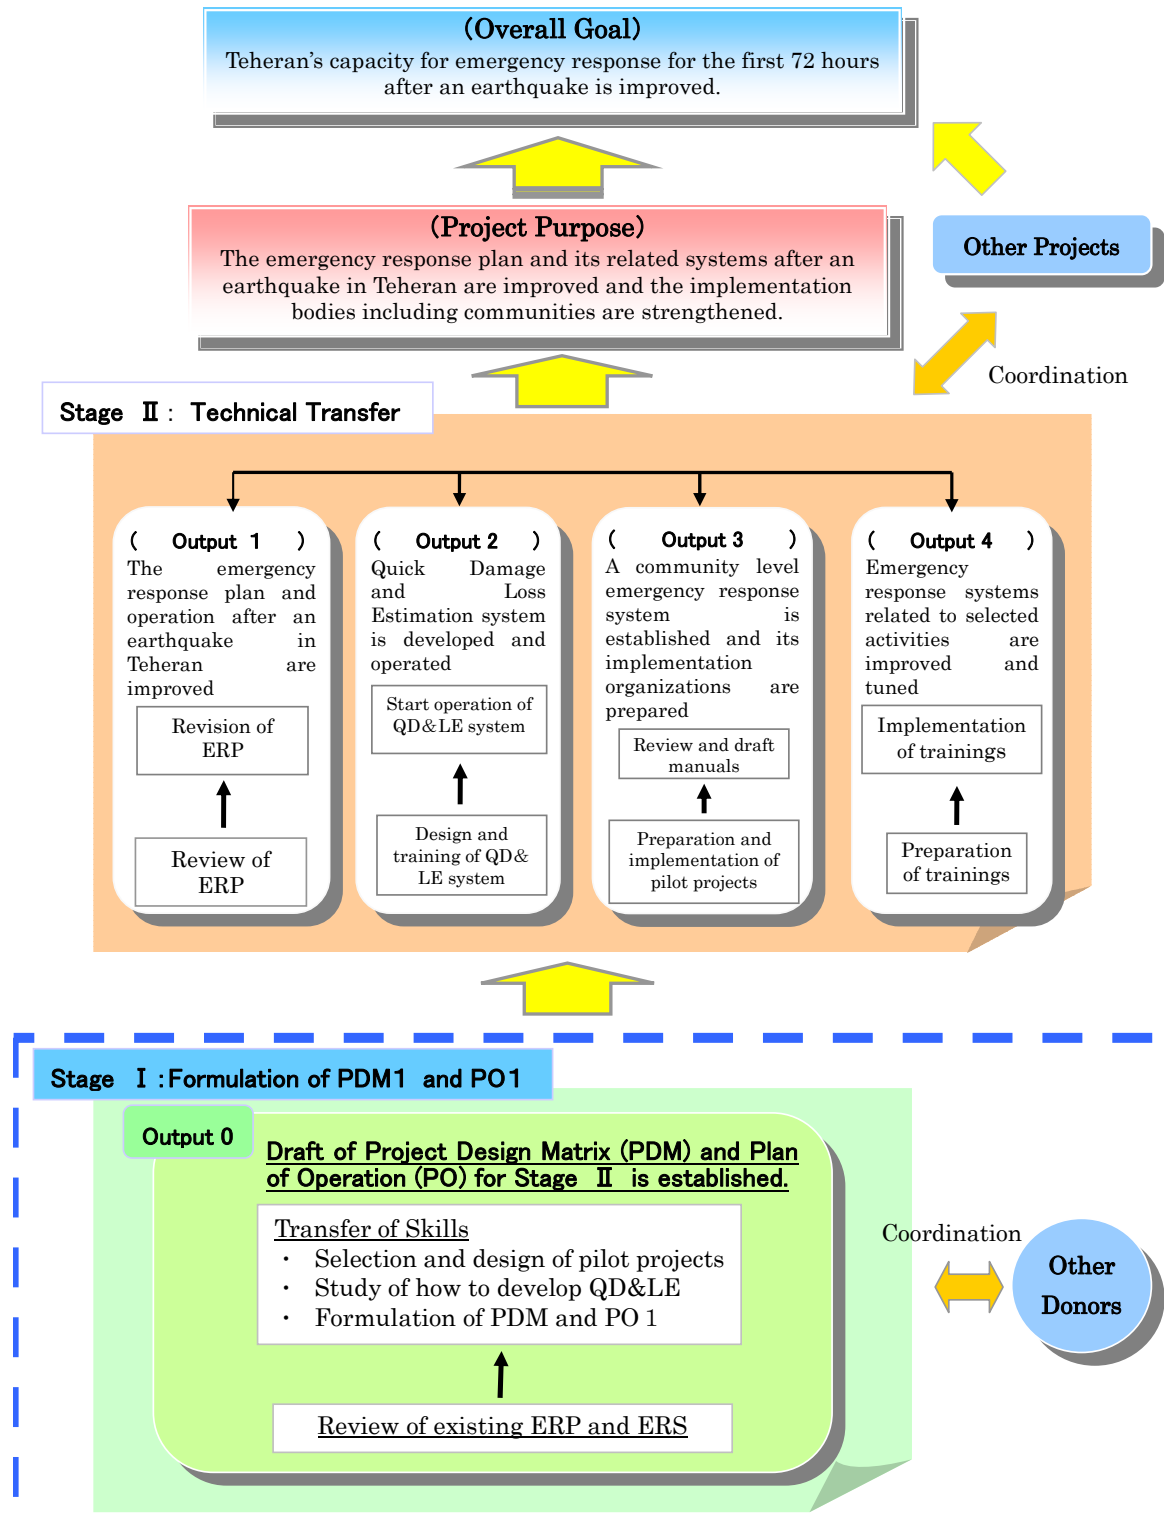 (Overall Goal)
Teheran's capacity for emergency response for the first 72 hours
after an earthquake is improved.
(Project Purpose)
The emergency response plan and its related systems after an
earthquake in Teheran are improved and the implementation
bodies including communities are strengthened.
Other Projects
Coordination
Stage Ⅱ : Technical Transfer
( Output 1 )
The emergency
response plan and
operation after an
earthquake in
Teheran are
improved
Revision of
ERP
Review of
ERP
( Output 2 )
Quick Damage
and Loss
Estimation system
is developed and
operated
Start operation of
QD&LE system
Design and
training of QD&
LE system
( Output 3 )
A community level
emergency response
system is
established and its
implementation
organizations are
prepared
Review and draft
manuals
Preparation and
implementation of
pilot projects
( Output 4 )
Emergency
response systems
related to selected
activities are
improved and
tuned
Implementation
of trainings
Preparation
of trainings
Stage Ⅰ :Formulation of PDM1 and PO1
Output 0
Draft of Project Design Matrix (PDM) and Plan
of Operation (PO) for Stage Ⅱ is established.
Transfer of Skills
・ Selection and design of pilot projects
・ Study of how to develop QD&LE
・ Formulation of PDM and PO 1
Review of existing ERP and ERS
Coordination
Other
Donors